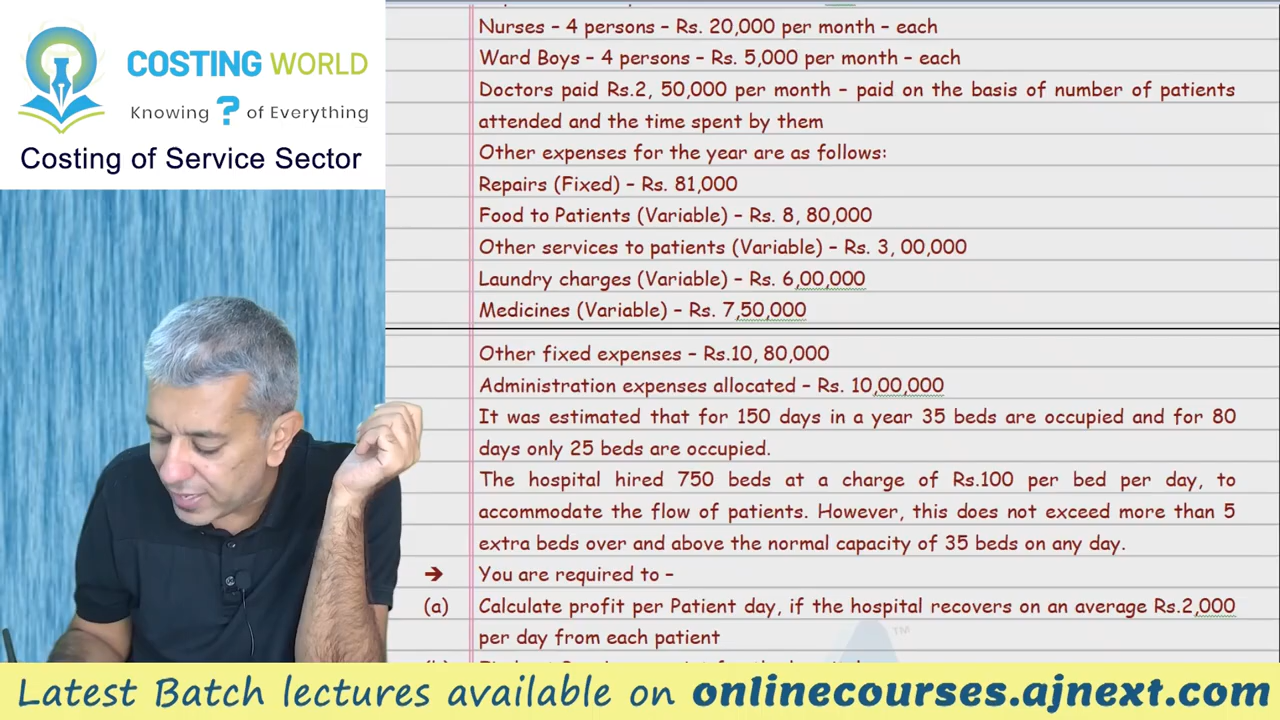 COSTING WORLD
Knowing ? of Everything
Costing of Service Sector
Nurses – 4 persons – Rs. 20,000 per month – each
Ward Boys – 4 persons – Rs. 5,000 per month – each
Doctors paid Rs.2, 50,000 per month – paid on the basis of number of patients
attended and the time spent by them
Other expenses for the year are as follows:
Repairs (Fixed) – Rs. 81,000
Food to Patients (Variable) – Rs. 8, 80,000
Other services to patients (Variable) – Rs. 3, 00,000
Laundry charges (Variable) – Rs. 6,00,000
Medicines (Variable) – Rs. 7,50,000
Other fixed expenses – Rs.10, 80,000
Administration expenses allocated – Rs. 10,00,000
It was estimated that for 150 days in a year 35 beds are occupied and for 80
days only 25 beds are occupied.
The hospital hired 750 beds at a charge of Rs.100 per bed per day, to
accommodate the flow of patients. However, this does not exceed more than 5
extra beds over and above the normal capacity of 35 beds on any day.
➔ You are required to –
(a) Calculate profit per Patient day, if the hospital recovers on an average Rs.2,000
per day from each patient
TM
Latest Batch lectures available on onlinecourses.ajnext.com